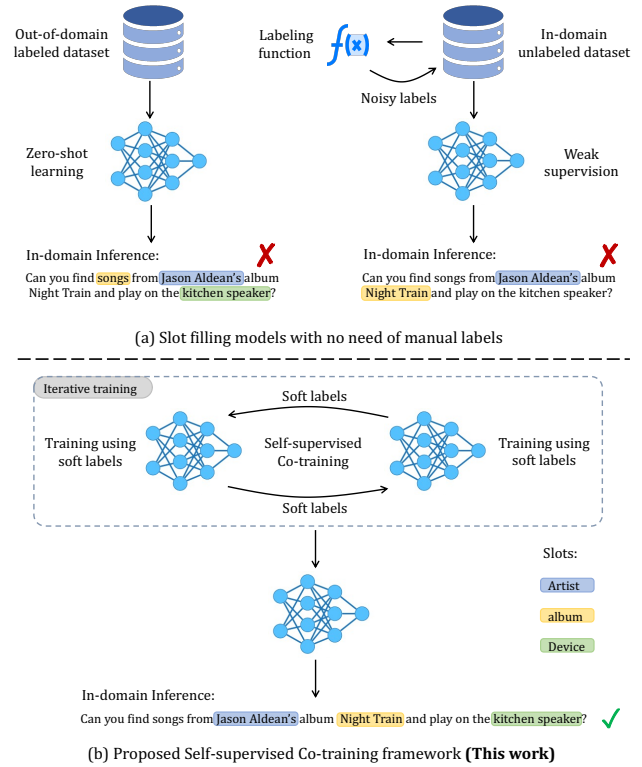 Out-of-domain
labeled dataset
Labeling
function
f(x)
In-domain
unlabeled dataset
Noisy labels
Zero-shot
learning
Weak
supervision
In-domain Inference:
Can you find songs from Jason Aldean's album
Night Train and play on the kitchen speaker?
In-domain Inference:
Can you find songs from Jason Aldean's album
Night Train and play on the kitchen speaker?
(a) Slot filling models with no need of manual labels
Iterative training
Soft labels
Training using
soft labels
Self-supervised
Co-training
Training using
soft labels
Soft labels
Slots:
Artist
album
Device
In-domain Inference:
Can you find songs from Jason Aldean's album Night Train and play on the kitchen speaker?
(b) Proposed Self-supervised Co-training framework (This work)